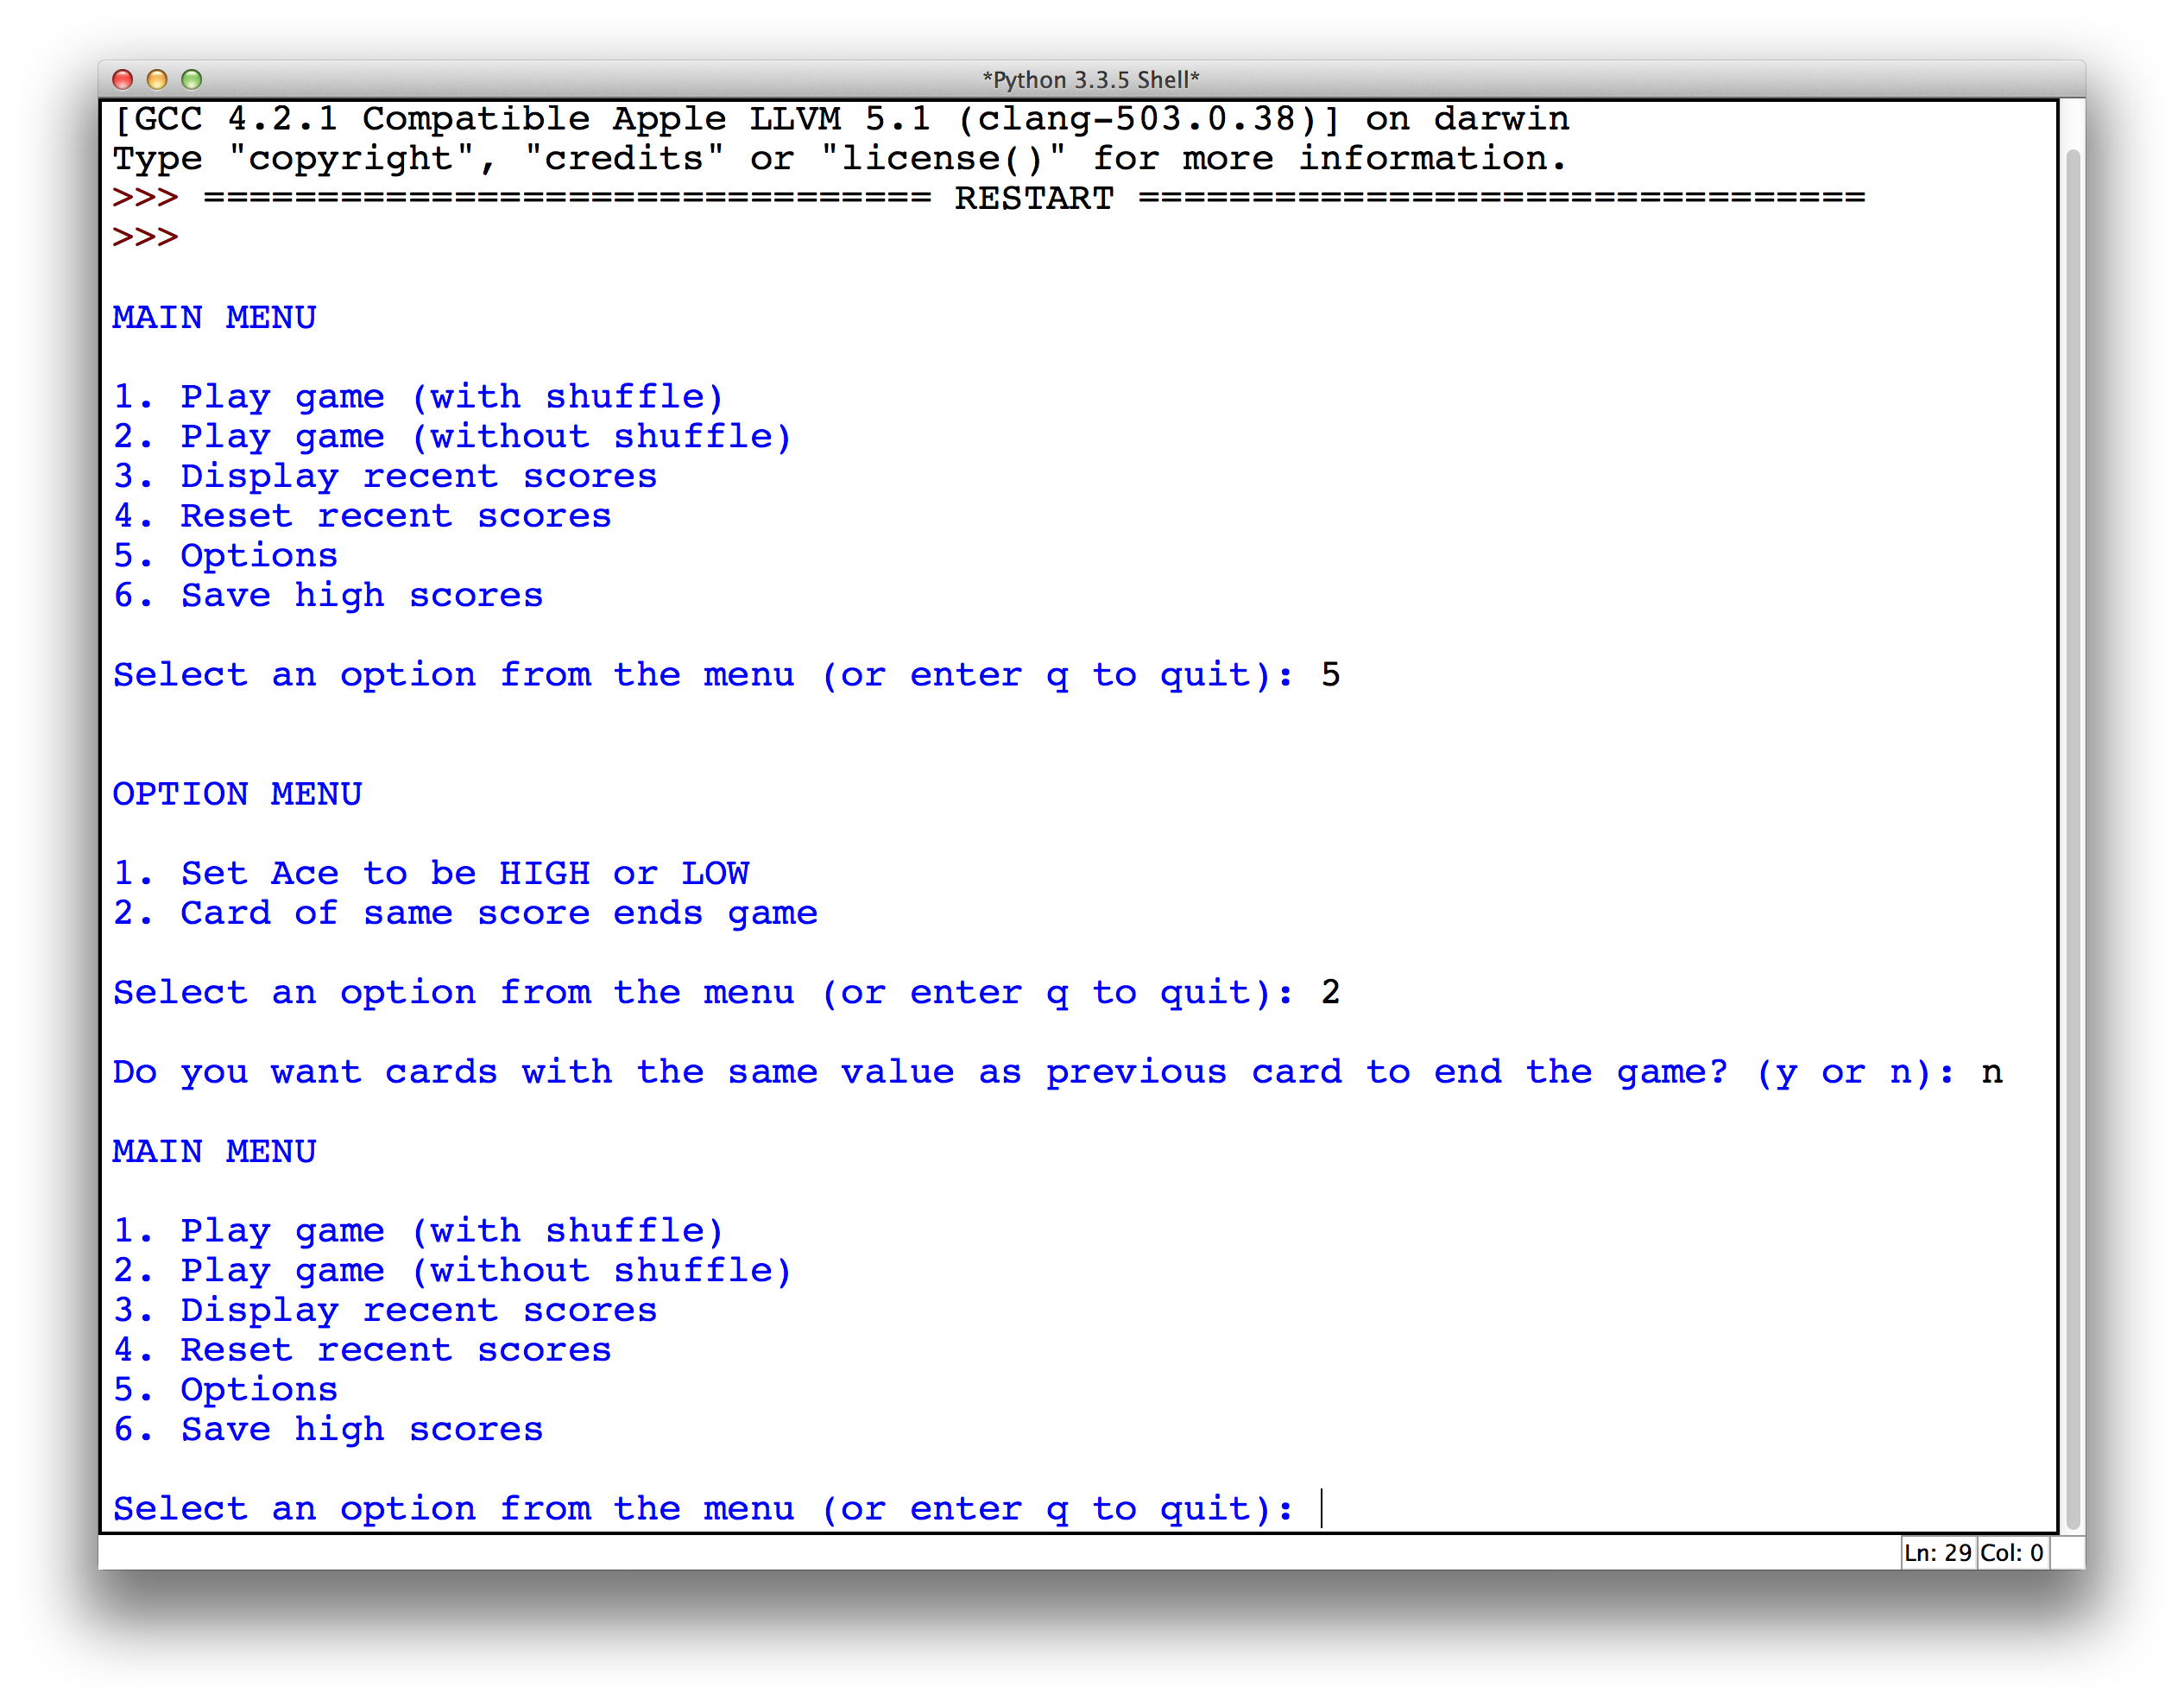 *Python 3.3.5 Shell*
[GCC 4.2.1 Compatible Apple LLVM 5.1 (clang-503.0.38)] on darwin
Type "copyright", "credits" or "license()" for more information.
>>> ================================ RESTART ================================
>>>
MAIN MENU
1. Play game (with shuffle)
2. Play game (without shuffle)
3. Display recent scores
4. Reset recent scores
5. Options
6. Save high scores
Select an option from the menu (or enter q to quit): 5
OPTION MENU
1. Set Ace to be HIGH or LOW
2. Card of same score ends game
Select an option from the menu (or enter q to quit): 2
Do you want cards with the same value as previous card to end the game? (y or n): n
MAIN MENU
1. Play game (with shuffle)
2. Play game (without shuffle)
3. Display recent scores
4. Reset recent scores
5. Options
6. Save high scores
Select an option from the menu (or enter q to quit):
Ln: 29 Col: 0